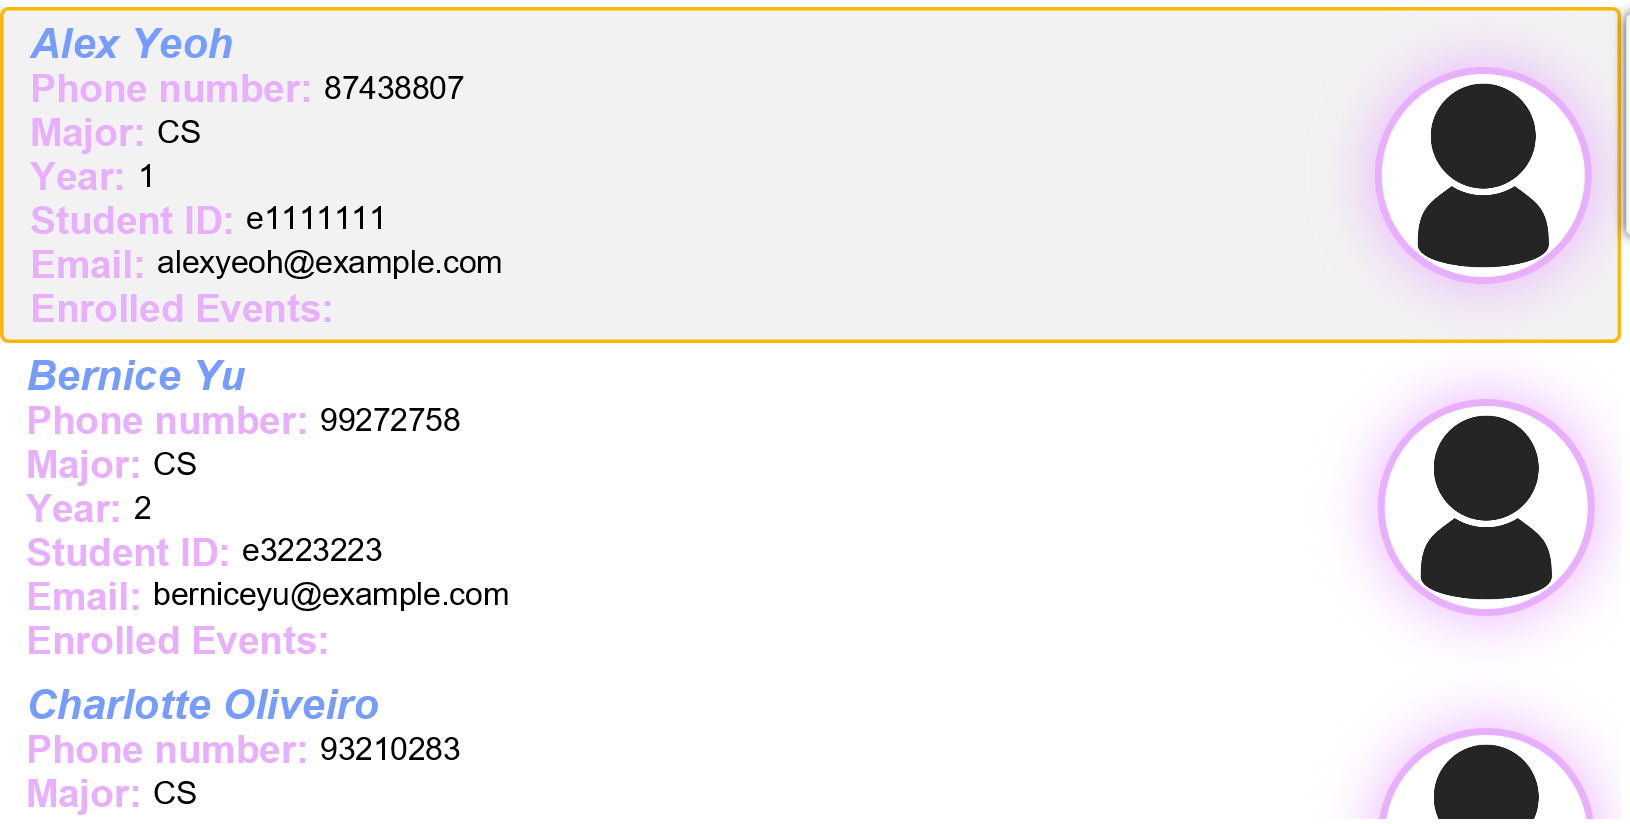 Alex Yeoh
Phone number: 87438807
Major: CS
Year: 1
Student ID: e1111111
Email: alexyeoh@example.com
Enrolled Events:
Bernice Yu
Phone number: 99272758
Major: CS
Year: 2
Student ID: e3223223
Email: berniceyu@example.com
Enrolled Events:
Charlotte Oliveiro
Phone number: 93210283
Major: CS